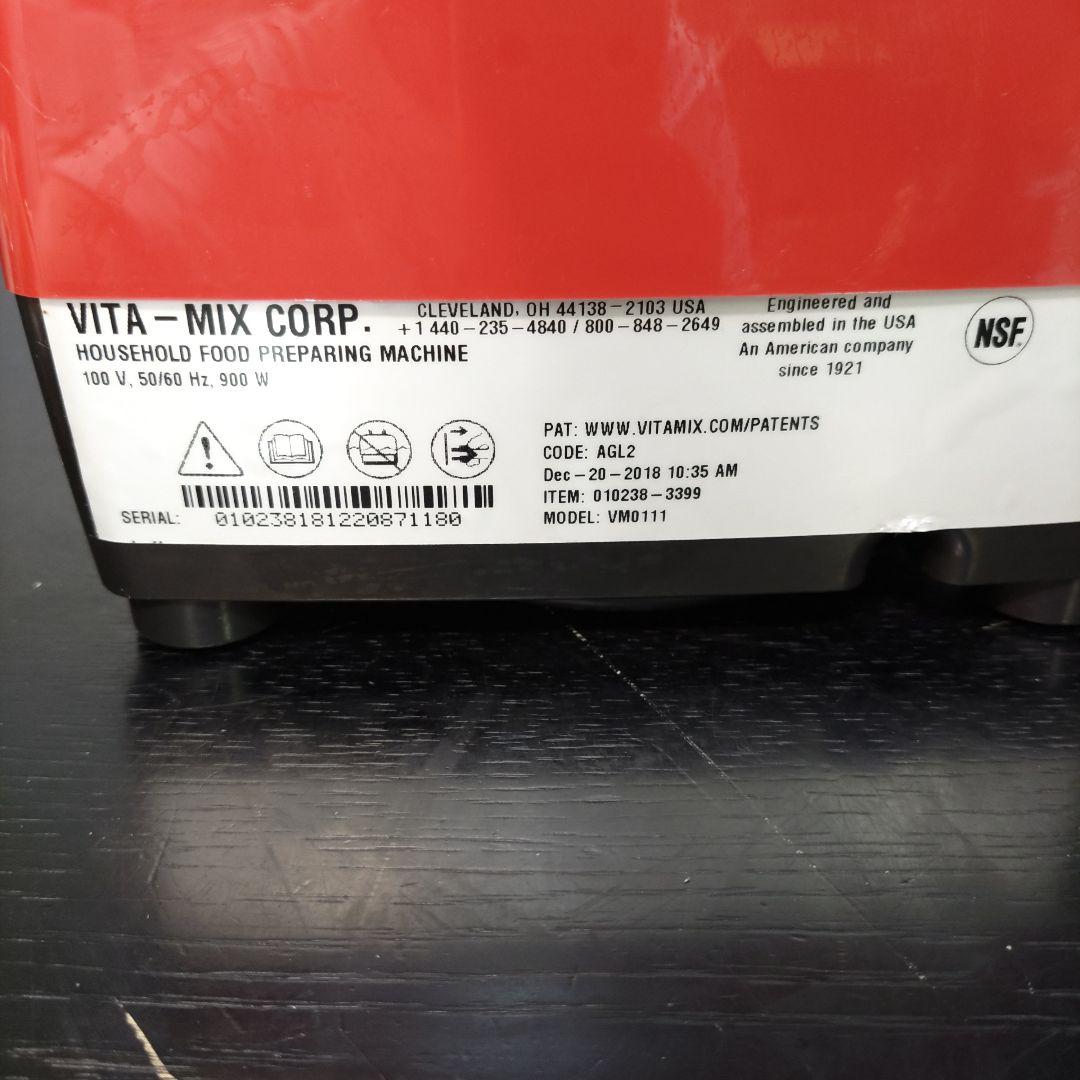 VITA-MIX CORP.
CLEVELAND, OH 44138-2103 USA
+1 440-235-4840 / 800-848-2649
HOUSEHOLD FOOD PREPARING MACHINE
100 V, 50/60 Hz, 900 W
Engineered and
assembled in the USA
An American company
since 1921
NSF
PAT: WWW.VITAMIX.COM/PATENTS
CODE: AGL2
Dec-20-2018 10:35 AM
ITEM: 010238-3399
MODEL: VM0111
SERIAL: 010238181220871180